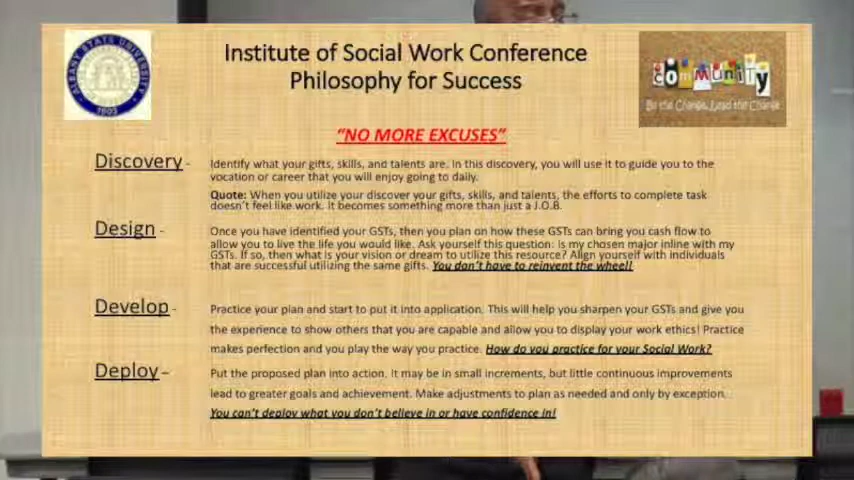 ALBANY STATE UNIVERSITY
1903
Institute of Social Work Conference
Philosophy for Success
community
Be the Change, Lead the Change
“NO MORE EXCUSES”
Discovery - Identify what your gifts, skills, and talents are. In this discovery, you will use it to guide you to the
vocation or career that you will enjoy going to daily.
Quote: When you utilize your discover your gifts, skills, and talents, the efforts to complete task
doesn’t feel like work. It becomes something more than just a J.O.B.
Design - Once you have identified your GSTs, then you plan on how these GSTs can bring you cash flow to
allow you to live the life you would like. Ask yourself this question: is my chosen major inline with my
GSTs. If so, then what is your vision or dream to utilize this resource? Align yourself with individuals
that are successful utilizing the same gifts. You don’t have to reinvent the wheel!
Develop - Practice your plan and start to put it into application. This will help you sharpen your GSTs and give you
the experience to show others that you are capable and allow you to display your work ethics! Practice
makes perfection and you play the way you practice. How do you practice for your Social Work?
Deploy – Put the proposed plan into action. It may be in small increments, but little continuous improvements
lead to greater goals and achievement. Make adjustments to plan as needed and only by exception.
You can’t deploy what you don’t believe in or have confidence in!